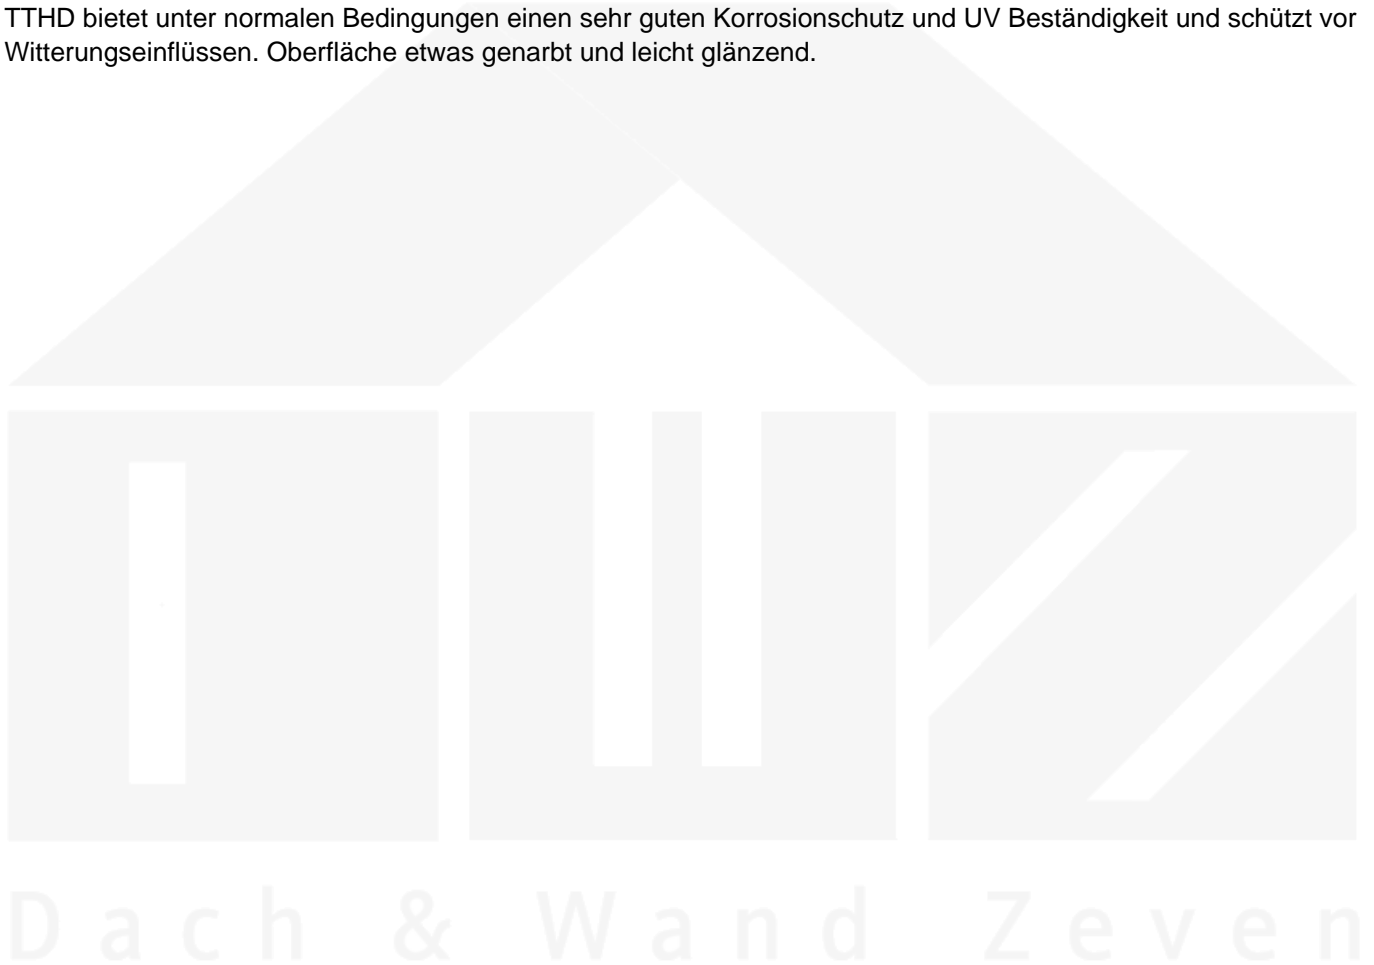 TTHD bietet unter normalen Bedingungen einen sehr guten Korrosionschutz und UV Beständigkeit und schützt vor
Witterungseinflüssen. Oberfläche etwas genarbt und leicht glänzend.
Dach & Wand Zeven